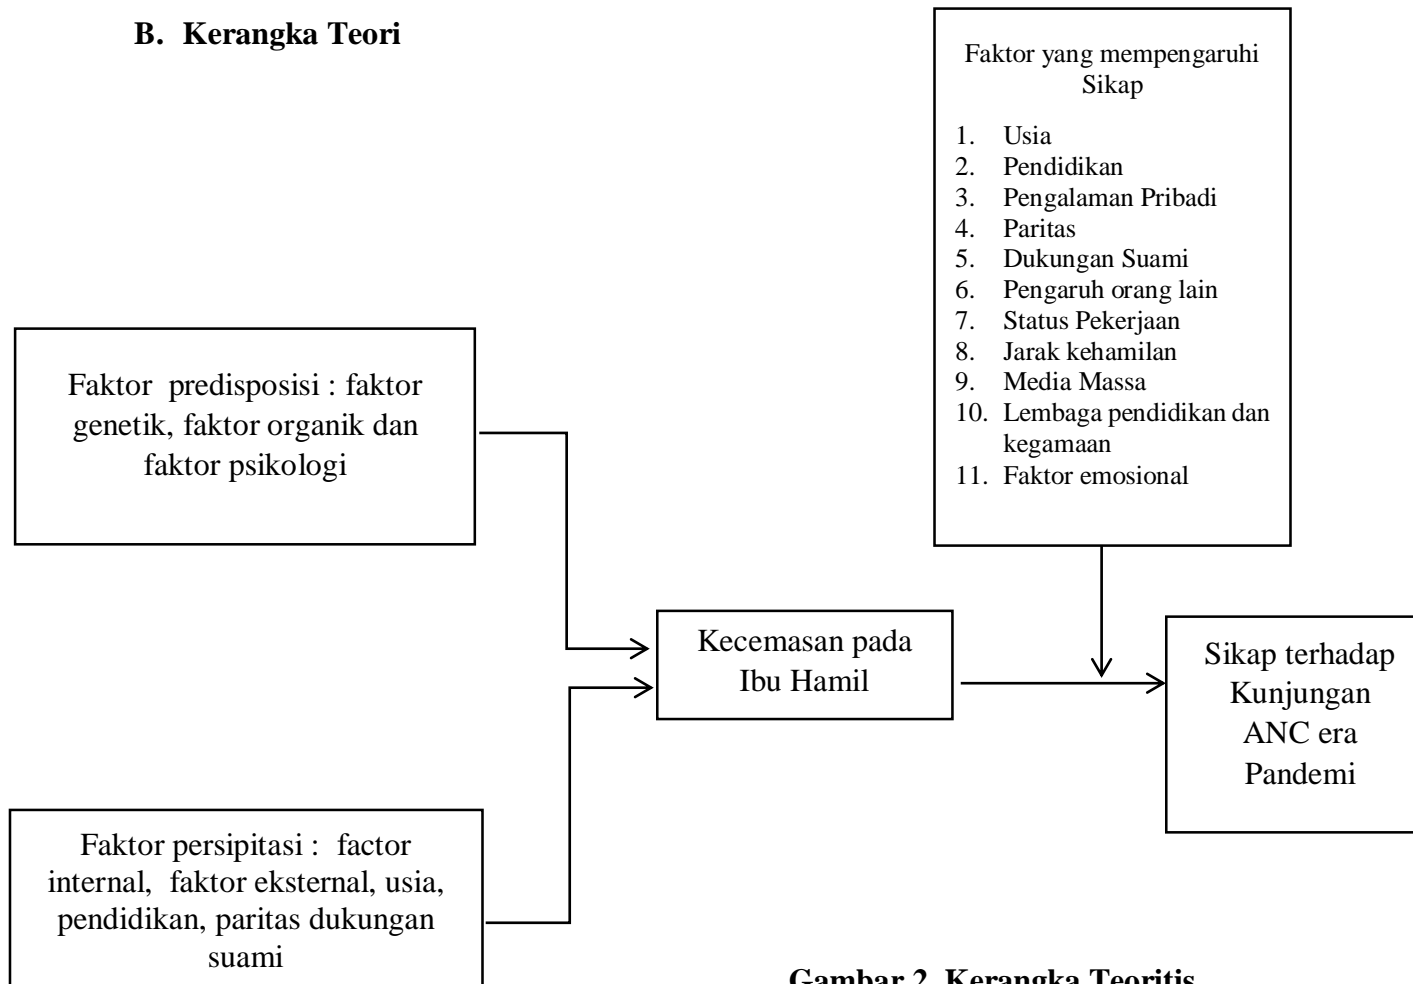 B. Kerangka Teori
Faktor yang mempengaruhi
Sikap
1. Usia
2. Pendidikan
3. Pengalaman Pribadi
4. Paritas
5. Dukungan Suami
6. Pengaruh orang lain
7. Status Pekerjaan
8. Jarak kehamilan
9. Media Massa
10. Lembaga pendidikan dan
kegamaan
11. Faktor emosional
Faktor predisposisi : faktor
genetik, faktor organik dan
faktor psikologi
Kecemasan pada
Ibu Hamil
Sikap terhadap
Kunjungan
ANC era
Pandemi
Faktor persipitasi : factor
internal, faktor eksternal, usia,
pendidikan, paritas dukungan
suami
Gambar 2. Kerangka Teoritis